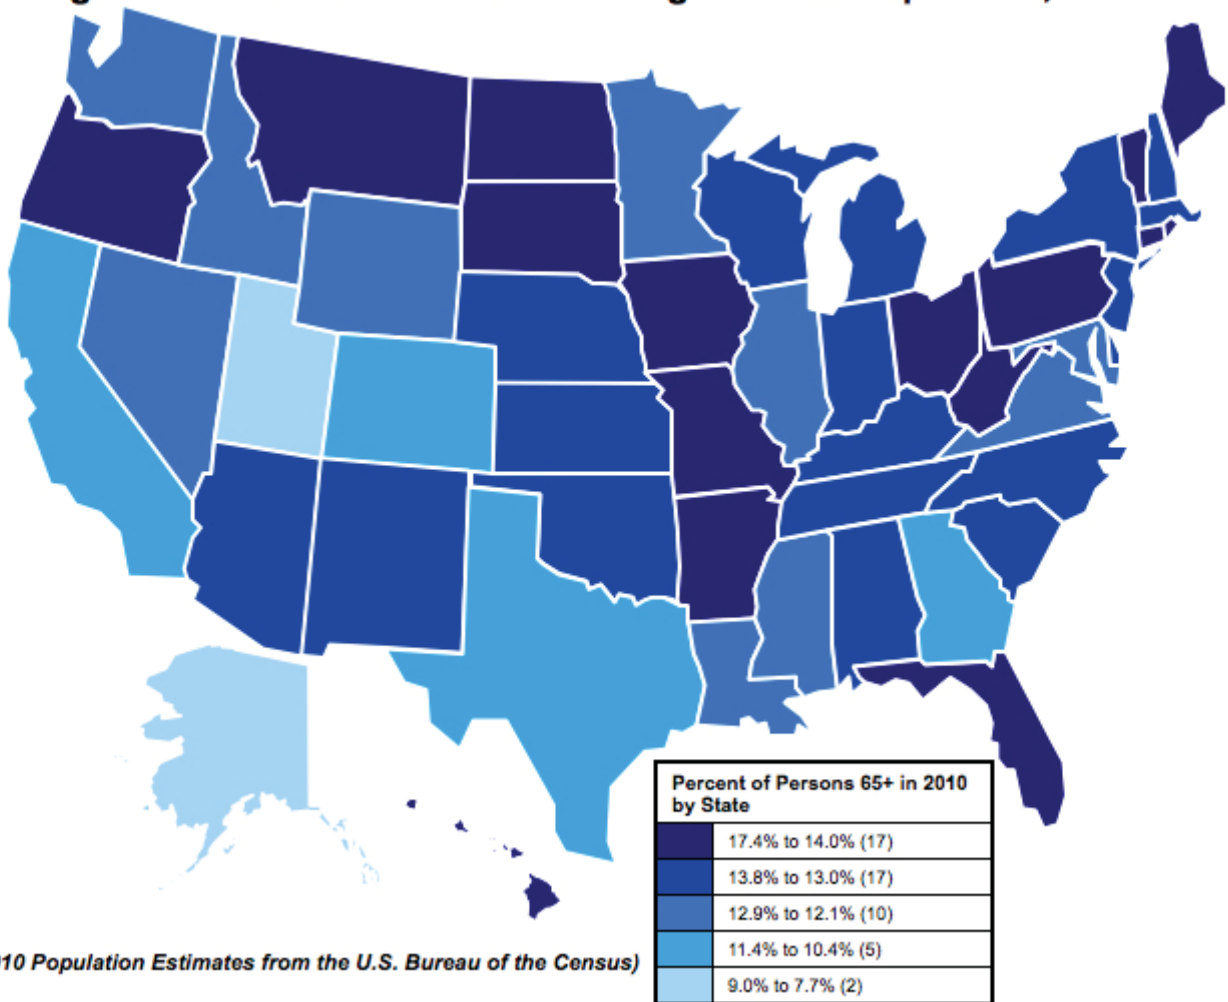 Percent of Persons 65+ in 2010
by State
17.4% to 14.0% (17)
13.8% to 13.0% (17)
12.9% to 12.1% (10)
11.4% to 10.4% (5)
9.0% to 7.7% (2)
10 Population Estimates from the U.S. Bureau of the Census)